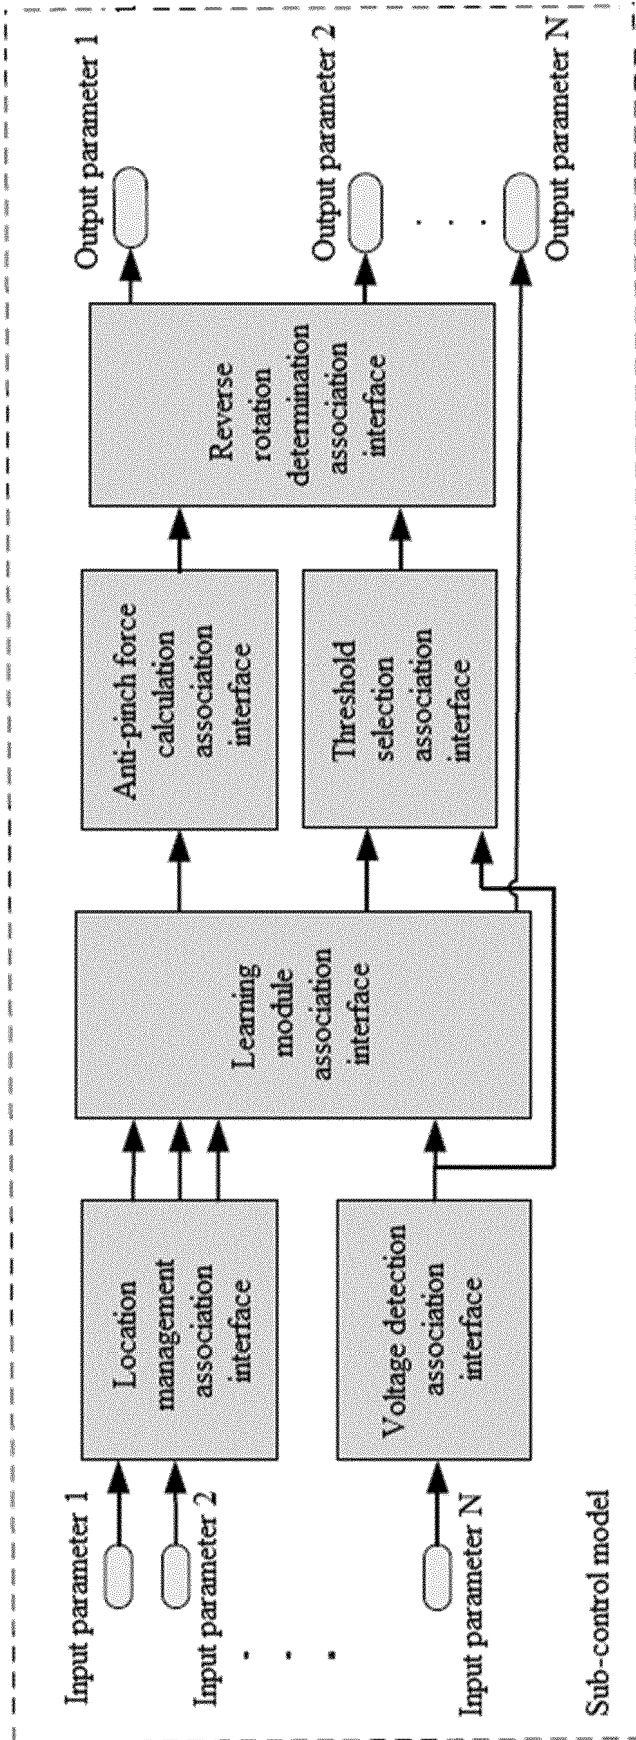 Input parameter 1
Input parameter 2
Input parameter N
Location
management
association
interface
Voltage detection
association
interface
Learning
module
association
interface
Anti-pinch force
calculation
association
interface
Threshold
selection
association
interface
Reverse
rotation
determination
association
interface
Output parameter 1
Output parameter 2
Output parameter N
Sub-control model